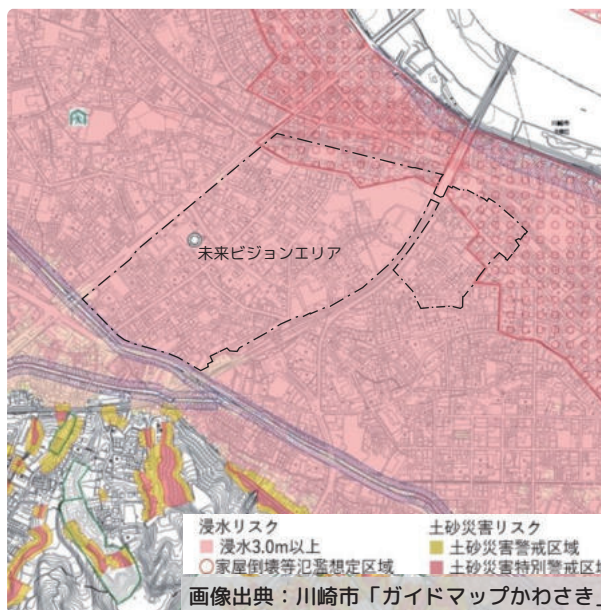 未来ビジョンエリア
浸水リスク
浸水3.0m以上
家屋倒壊等氾濫想定区域
土砂災害リスク
土砂災害警戒区域
土砂災害特別警戒区域
画像出典：川崎市「ガイドマップかわさき」